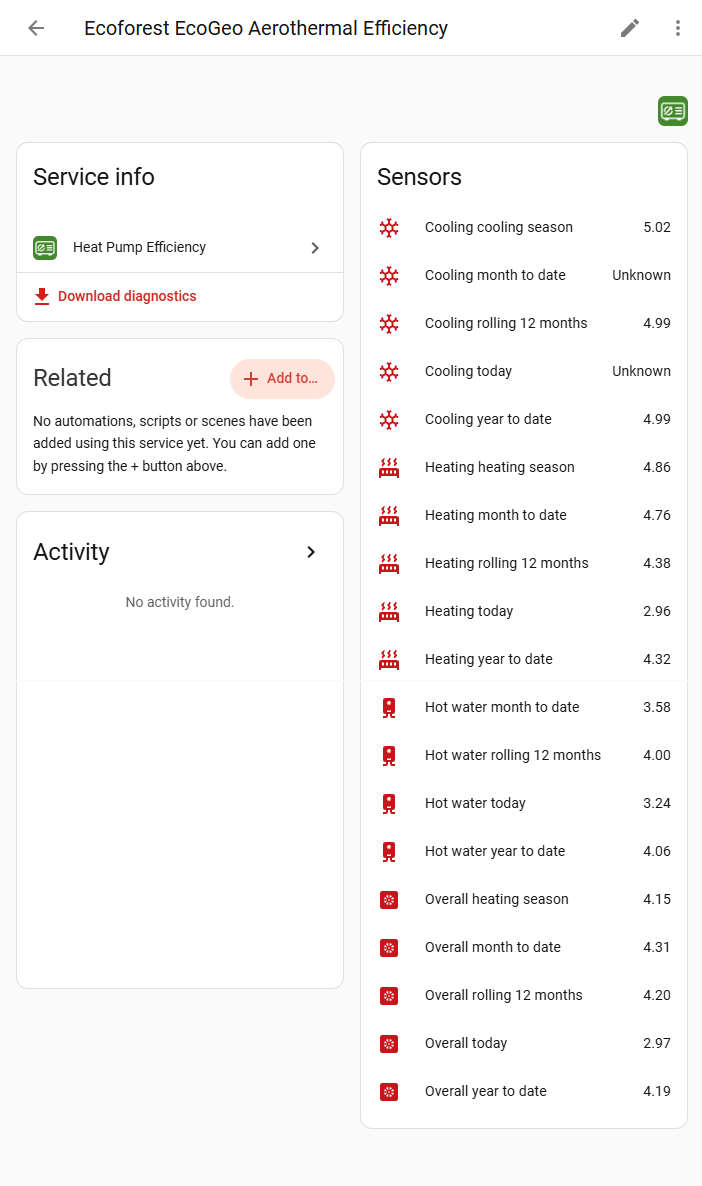 Ecoforest EcoGeo Aerothermal Efficiency
Service info
Heat Pump Efficiency
Download diagnostics
Related
Add to…
No automations, scripts or scenes have been
added using this service yet. You can add one
by pressing the + button above.
Activity
No activity found.
Sensors
Cooling cooling season 5.02
Cooling month to date Unknown
Cooling rolling 12 months 4.99
Cooling today Unknown
Cooling year to date 4.99
Heating heating season 4.86
Heating month to date 4.76
Heating rolling 12 months 4.38
Heating today 2.96
Heating year to date 4.32
Hot water month to date 3.58
Hot water rolling 12 months 4.00
Hot water today 3.24
Hot water year to date 4.06
Overall heating season 4.15
Overall month to date 4.31
Overall rolling 12 months 4.20
Overall today 2.97
Overall year to date 4.19